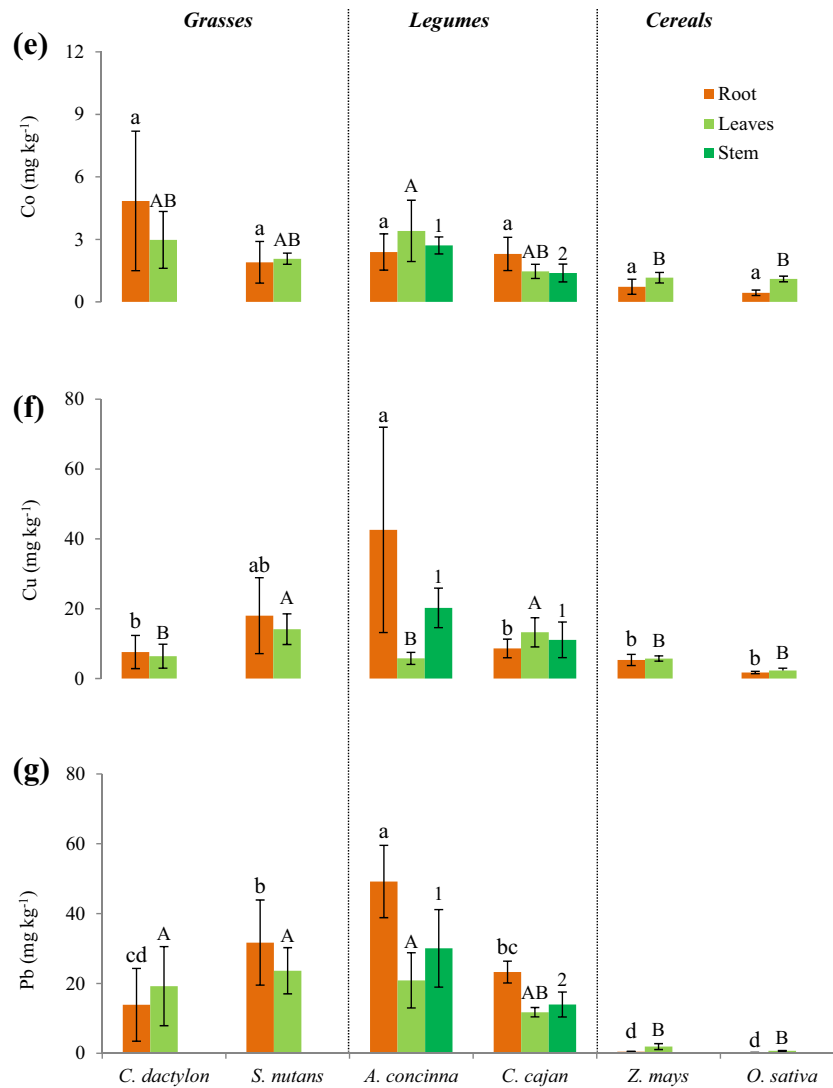 Grasses Legumes Cereals
(e)
12
9
6
3
0
Co (mg kg⁻¹)
Root
Leaves
Stem
a AB a AB a A 1 a AB 2 a B a B
(f)
80
60
40
20
0
Cu (mg kg⁻¹)
b B ab A a B 1 b A 1 b B b B
(g)
80
60
40
20
0
Pb (mg kg⁻¹)
cd A b A a A 1 bc AB 2 d B d B
C. dactylon S. nutans A. concinna C. cajan Z. mays O. sativa